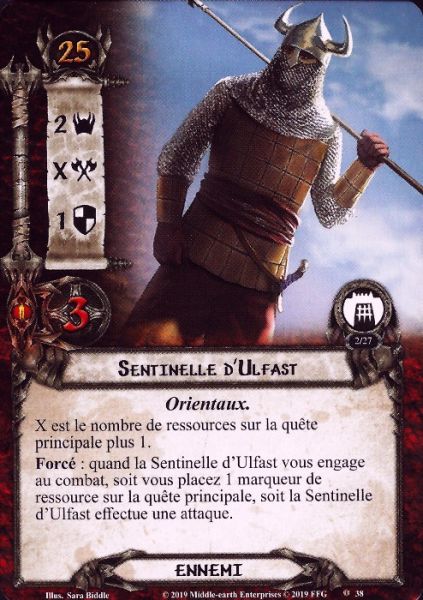 25
2
X
1
3
2/27
SENTINELLE D'ULFAST
Orientaux.
X est le nombre de ressources sur la quête
principale plus 1.
Forcé : quand la Sentinelle d'Ulfast vous engage
au combat, soit vous placez 1 marqueur de
ressource sur la quête principale, soit la Sentinelle
d'Ulfast effectue une attaque.
ENNEMI
Illus. Sara Biddle © 2019 Middle-earth Enterprises © 2019 FFG 38